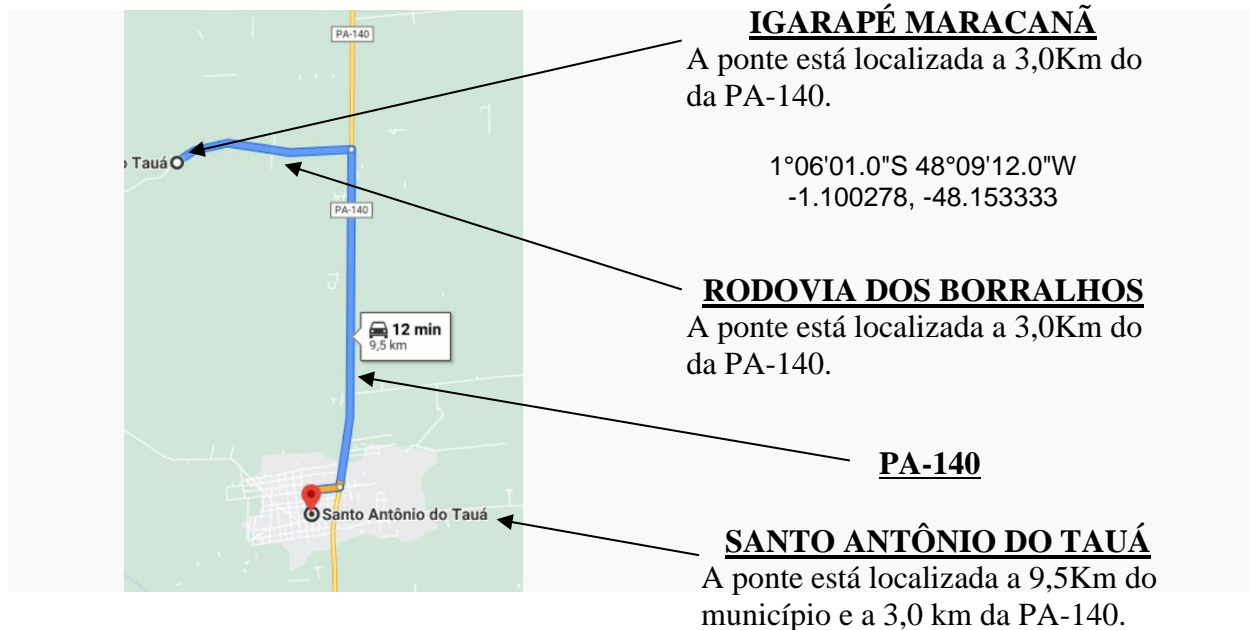 IGARAPÉ MARACANÃ
A ponte está localizada a 3,0Km do
da PA-140.
1°06'01.0"S 48°09'12.0"W
-1.100278, -48.153333
RODOVIA DOS BORRALHOS
A ponte está localizada a 3,0Km do
da PA-140.
PA-140
SANTO ANTÔNIO DO TAUÁ
A ponte está localizada a 9,5Km do
município e a 3,0 km da PA-140.
PA-140
o Tauá
PA-140
12 min
9,5 km
Santo Antônio do Tauá